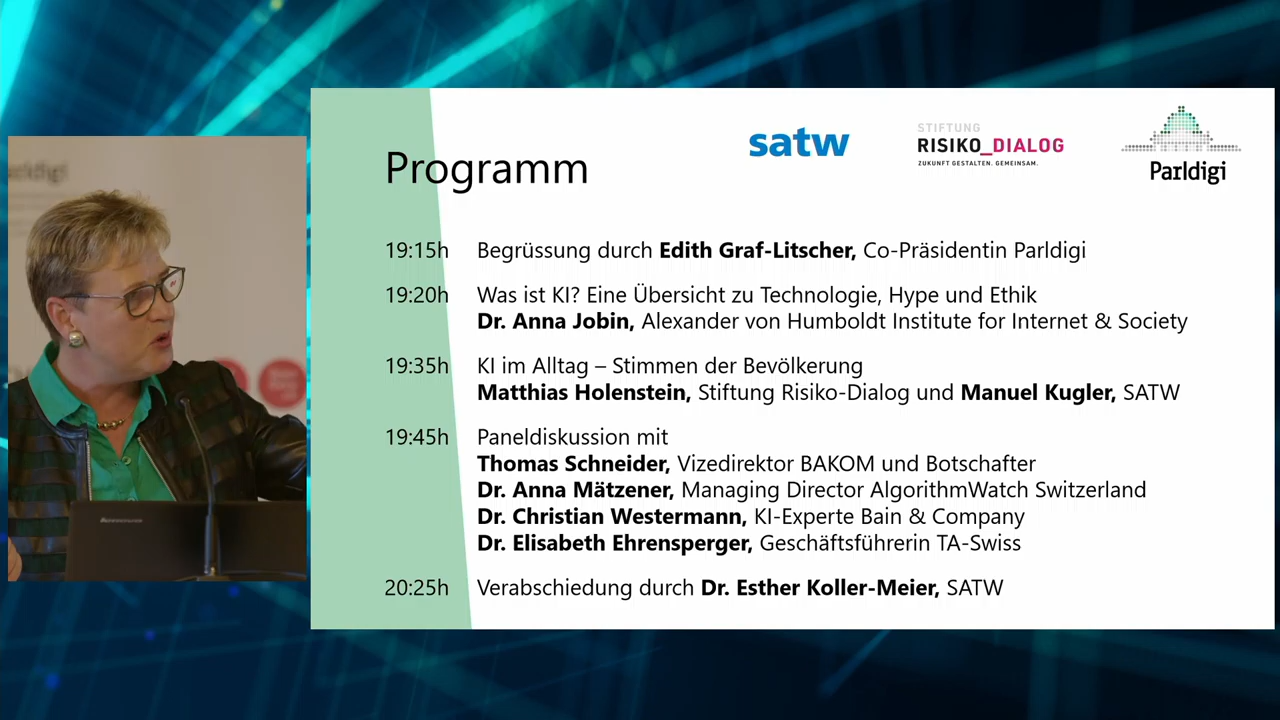 Programm
satw
STIFTUNG
RISIKO_DIALOG
ZUKUNFT GESTALTEN. GEMEINSAM.
Parldigi
19:15h Begrüssung durch Edith Graf-Litscher, Co-Präsidentin Parldigi
19:20h Was ist KI? Eine Übersicht zu Technologie, Hype und Ethik
Dr. Anna Jobin, Alexander von Humboldt Institute for Internet & Society
19:35h KI im Alltag – Stimmen der Bevölkerung
Matthias Holenstein, Stiftung Risiko-Dialog und Manuel Kugler, SATW
19:45h Paneldiskussion mit
Thomas Schneider, Vizedirektor BAKOM und Botschafter
Dr. Anna Mätzener, Managing Director AlgorithmWatch Switzerland
Dr. Christian Westermann, KI-Experte Bain & Company
Dr. Elisabeth Ehrensperger, Geschäftsführerin TA-Swiss
20:25h Verabschiedung durch Dr. Esther Koller-Meier, SATW